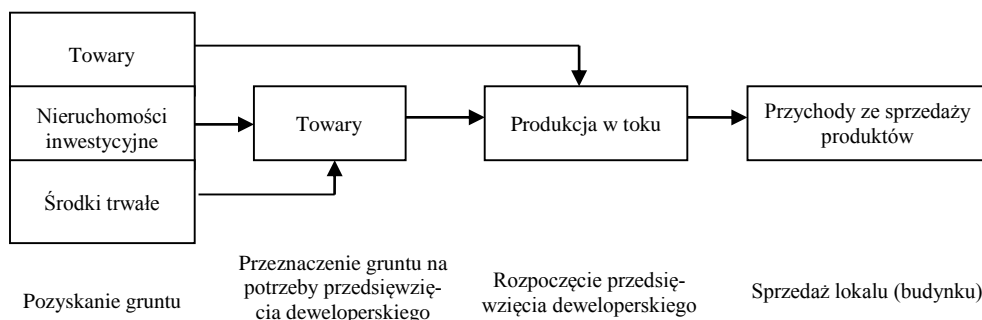 Towary
Nieruchomości
inwestycyjne
Środki trwałe
Towary
Produkcja w toku
Przychody ze sprzedaży
produktów
Pozyskanie gruntu
Przeznaczenie gruntu na
potrzeby przedsięwzię-
cia deweloperskiego
Rozpoczęcie przedsię-
wzięcia deweloperskiego
Sprzedaż lokalu (budynku)